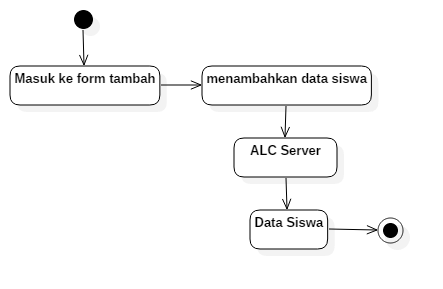 Masuk ke form tambah
menambahkan data siswa
ALC Server
Data Siswa